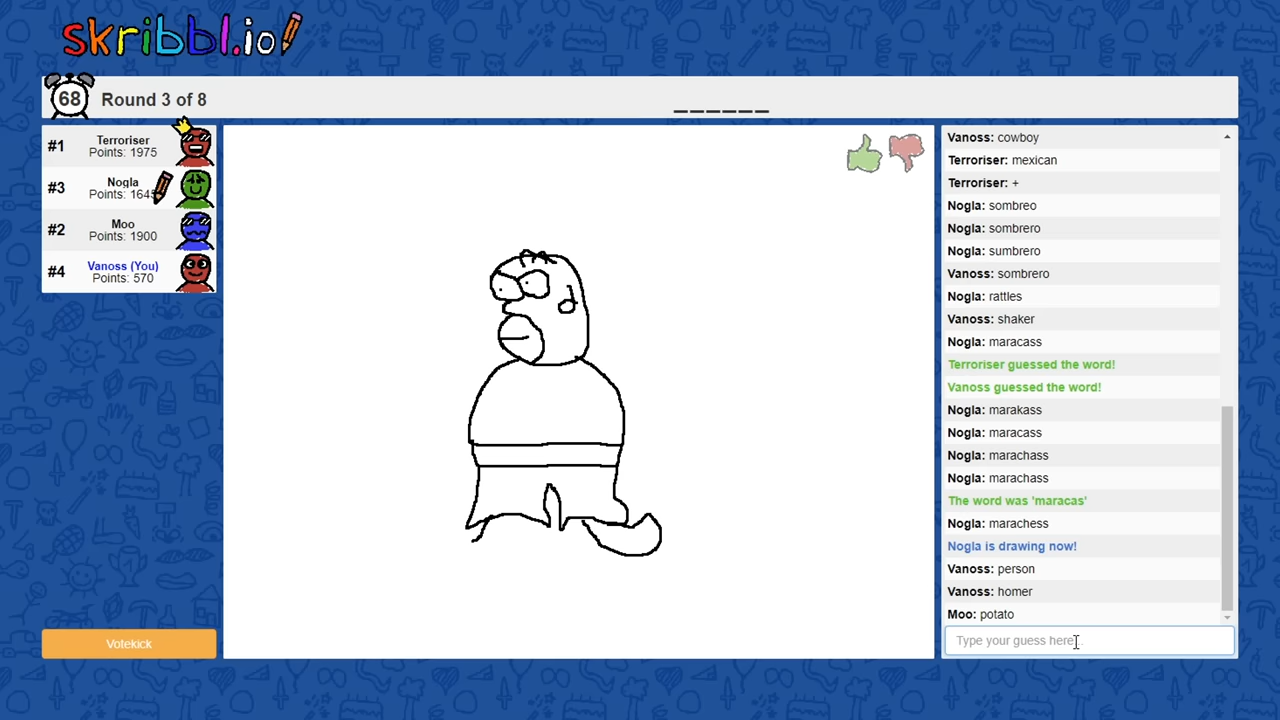 skribbl.io
68
Round 3 of 8
______
#1
Terroriser
Points: 1975
#3
Nogla
Points: 1645
#2
Moo
Points: 1900
#4
Vanoss (You)
Points: 570
Votekick
Vanoss: cowboy
Terroriser: mexican
Terroriser: +
Nogla: sombreo
Nogla: sombrero
Nogla: sumbrero
Vanoss: sombrero
Nogla: rattles
Vanoss: shaker
Nogla: maracass
Terroriser guessed the word!
Vanoss guessed the word!
Nogla: marakass
Nogla: maracass
Nogla: marachass
Nogla: marachass
The word was 'maracas'
Nogla: marachess
Nogla is drawing now!
Vanoss: person
Vanoss: homer
Moo: potato
Type your guess here...